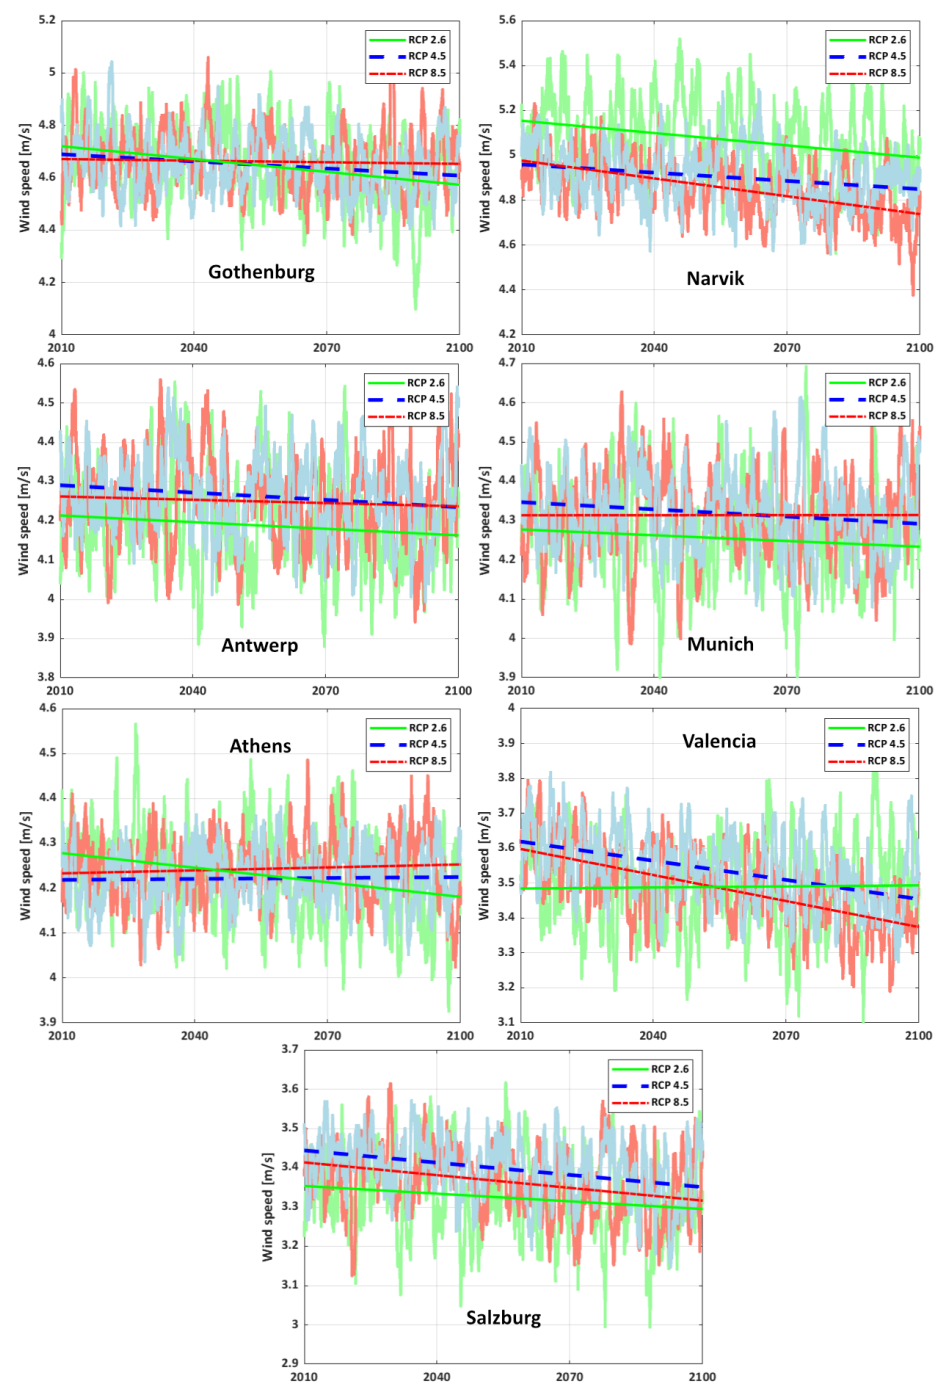 5.2
5
4.8
4.6
4.4
4.2
4
Wind speed [m/s]
RCP 2.6
RCP 4.5
RCP 8.5
Gothenburg
2010 2040 2070 2100
5.6
5.4
5.2
5
4.8
4.6
4.4
4.2
Wind speed [m/s]
RCP 2.6
RCP 4.5
RCP 8.5
Narvik
2010 2040 2070 2100
4.6
4.5
4.4
4.3
4.2
4.1
4
3.9
3.8
Wind speed [m/s]
RCP 2.6
RCP 4.5
RCP 8.5
Antwerp
2010 2040 2070 2100
4.7
4.6
4.5
4.4
4.3
4.2
4.1
4
3.9
Wind speed [m/s]
RCP 2.6
RCP 4.5
RCP 8.5
Munich
2010 2040 2070 2100
4.6
4.5
4.4
4.3
4.2
4.1
4
3.9
Wind speed [m/s]
Athens
RCP 2.6
RCP 4.5
RCP 8.5
2010 2040 2070 2100
4
3.9
3.8
3.7
3.6
3.5
3.4
3.3
3.2
3.1
Wind speed [m/s]
Valencia
RCP 2.6
RCP 4.5
RCP 8.5
2010 2040 2070 2100
3.7
3.6
3.5
3.4
3.3
3.2
3.1
3
2.9
Wind speed [m/s]
RCP 2.6
RCP 4.5
RCP 8.5
Salzburg
2010 2040 2070 2100